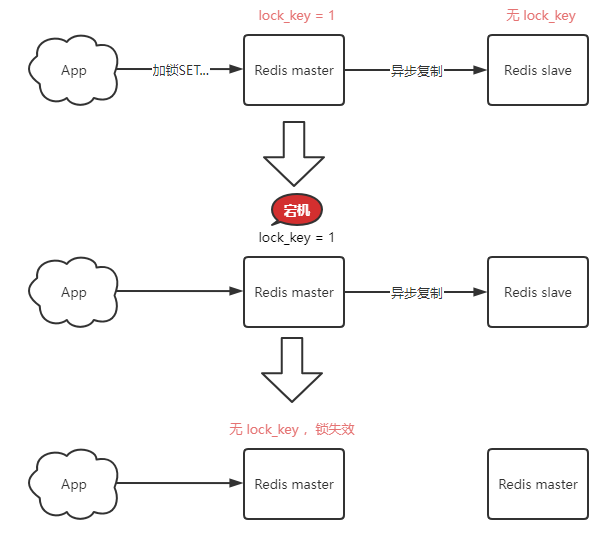 lock_key = 1
无 lock_key
App
加锁SET...
Redis master
异步复制
Redis slave
宕机
lock_key = 1
App
Redis master
异步复制
Redis slave
无 lock_key ,锁失效
App
Redis master
Redis master